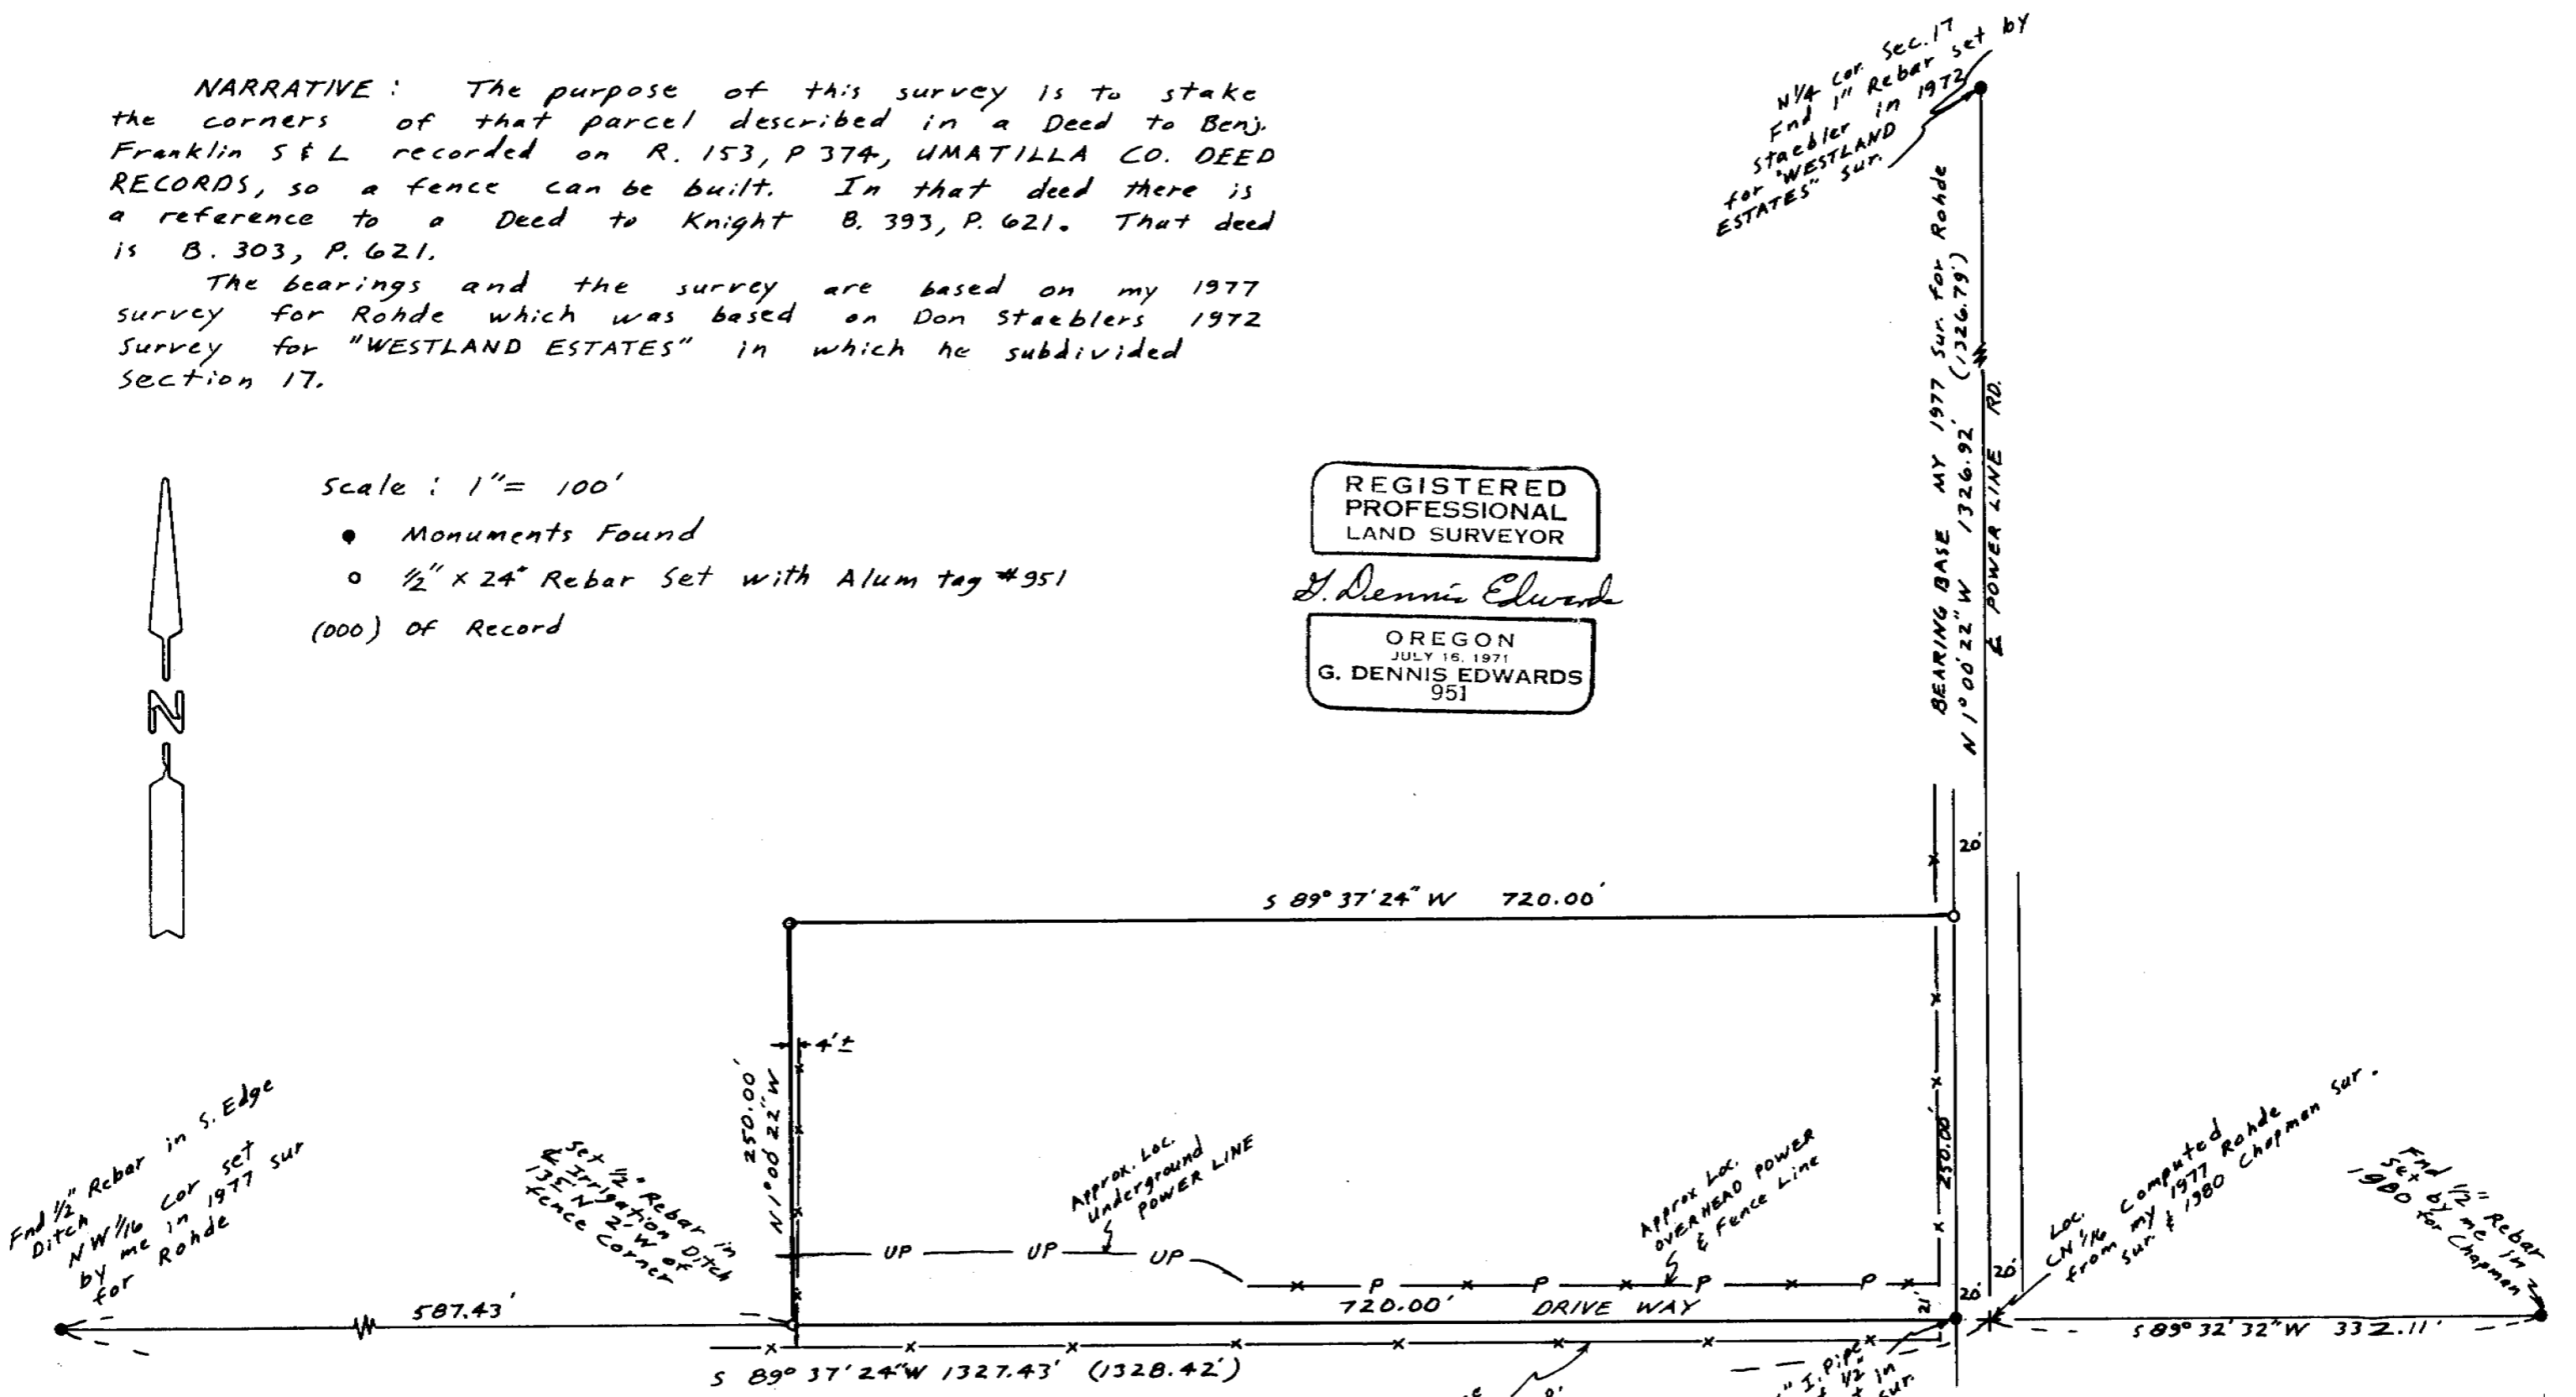 NARRATIVE : The purpose of this survey is to stake
the corners of that parcel described in a Deed to Benj.
Franklin S & L recorded on R. 153, P 374, UMATILLA CO. DEED
RECORDS, so a fence can be built. In that deed there is
a reference to a Deed to Knight B. 393, P. 621. That deed
is B. 303, P. 621.
The bearings and the survey are based on my 1977
survey for Rohde which was based on Don Staeblers 1972
survey for "WESTLAND ESTATES" in which he subdivided
section 17.
N 1/4 cor. Sec. 17
Fnd 1" Rebar set by
staebler in 1972
for "WESTLAND
ESTATES" sur.
BEARING BASE MY 1977 Sur. for Rohde
N 1° 00' 22" W 1326.92' (1326.79')
℄ POWER LINE RD.
Scale : 1" = 100'
Monuments Found
1/2" x 24" Rebar Set with Alum tag #951
(000) Of Record
N
REGISTERED
PROFESSIONAL
LAND SURVEYOR
G. Dennis Edwards
OREGON
JULY 16, 1971
G. DENNIS EDWARDS
951
20'
S 89° 37' 24" W 720.00'
4' ±
250.00'
N 1° 00' 22" W
250.00'
Fnd 1/2" Rebar in S. Edge
Ditch
NW 1/16 cor set
by me in 1977 sur
for Rohde
Set 1/2" Rebar in
℄ Irrigation Ditch
13.5' N 2' W of
fence corner
Approx. Loc.
Underground
POWER LINE
Approx Loc.
OVERHEAD POWER
& Fence Line
Loc.
CN 1/16 computed
from my 1977 Rohde
sur. & 1980 Chapman sur.
Fnd 1/2" Rebar
set by me in
1980 for Chapman
UP UP UP
P P P P
587.43'
720.00' DRIVE WAY
21' 20' 20'
S 89° 32' 32" W 332.11'
S 89° 37' 24" W 1327.43' (1328.42')
" I. Pipe
1/2"
in
sur.